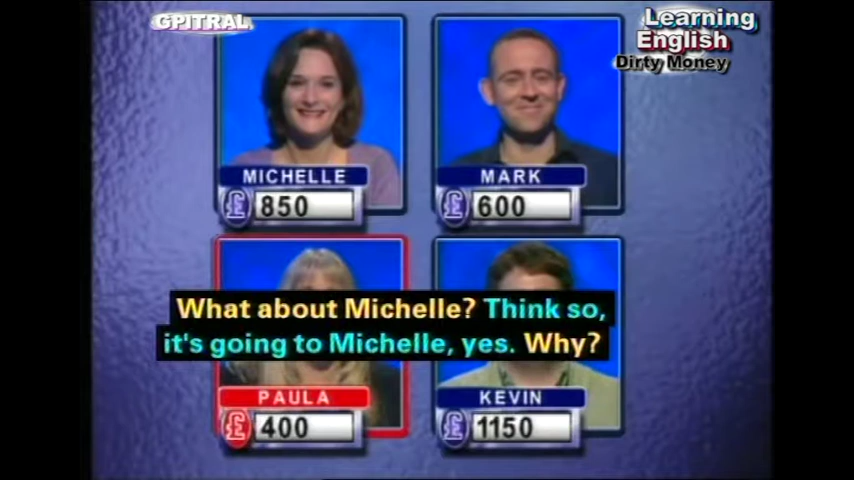 GPITRAL
Learning
English
Dirty Money
MICHELLE
£ 850
MARK
£ 600
What about Michelle? Think so,
it's going to Michelle, yes. Why?
PAULA
£ 400
KEVIN
£ 1150